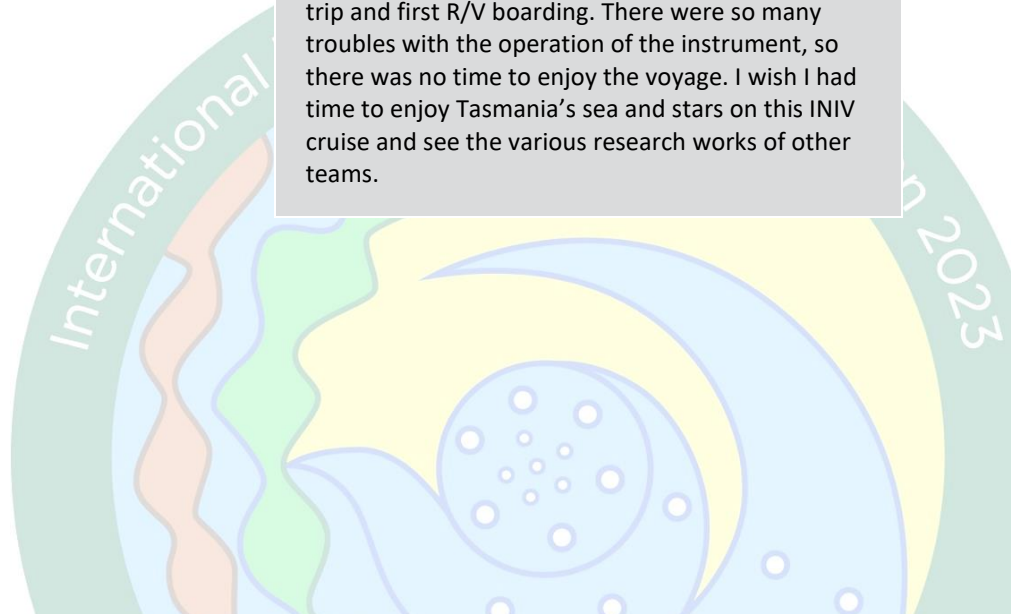 trip and first R/V boarding. There were so many
troubles with the operation of the instrument, so
there was no time to enjoy the voyage. I wish I had
time to enjoy Tasmania’s sea and stars on this INIV
cruise and see the various research works of other
teams.
International
2023